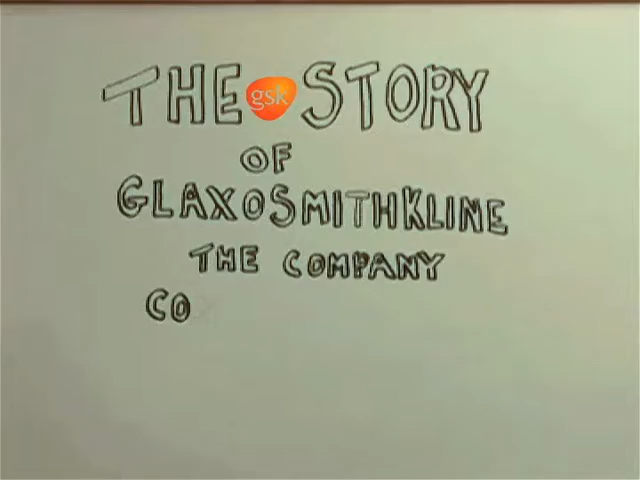 THE gsk STORY
OF
GLAXOSMITHKLINE
THE COMPANY
CO